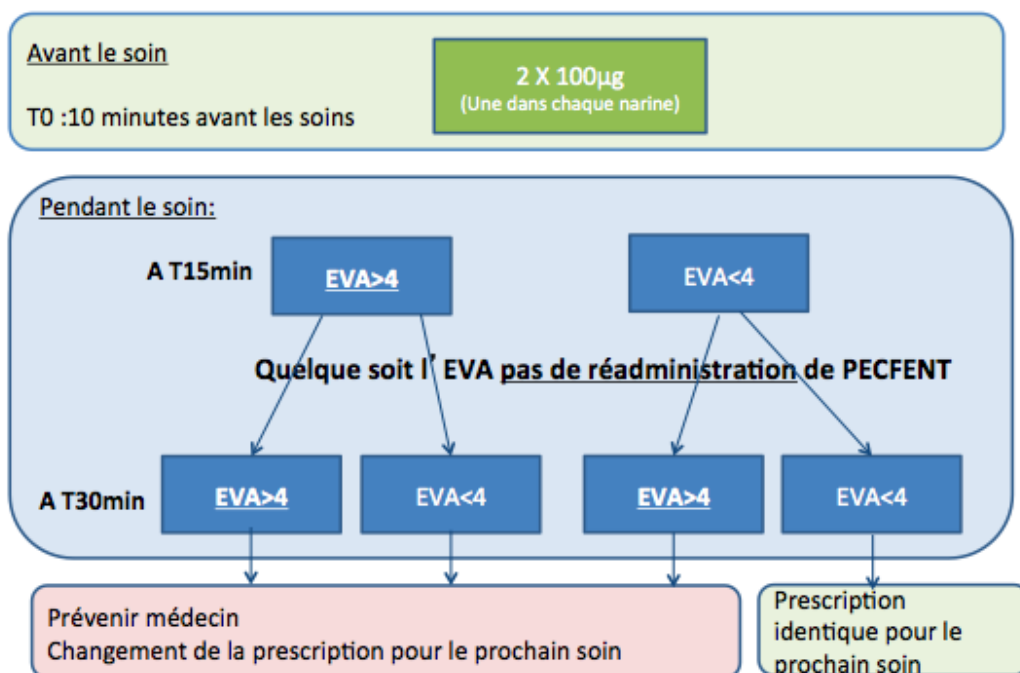 Avant le soin
2 X 100µg
(Une dans chaque narine)
T0 :10 minutes avant les soins
Pendant le soin:
A T15min
EVA>4
EVA<4
Quelque soit l' EVA pas de réadministration de PECFENT
A T30min
EVA>4
EVA<4
EVA>4
EVA<4
Prévenir médecin
Changement de la prescription pour le prochain soin
Prescription
identique pour le
prochain soin